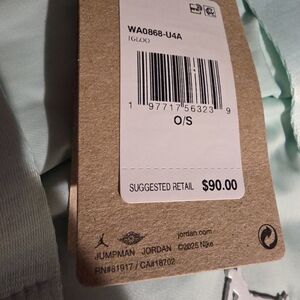 WA0868-U4A
IGLOO
1 97717 56323 9
O/S
SUGGESTED RETAIL $90.00
jordan.com
JUMPMAN JORDAN ©2025 Nike
RN#81917 / CA#18702